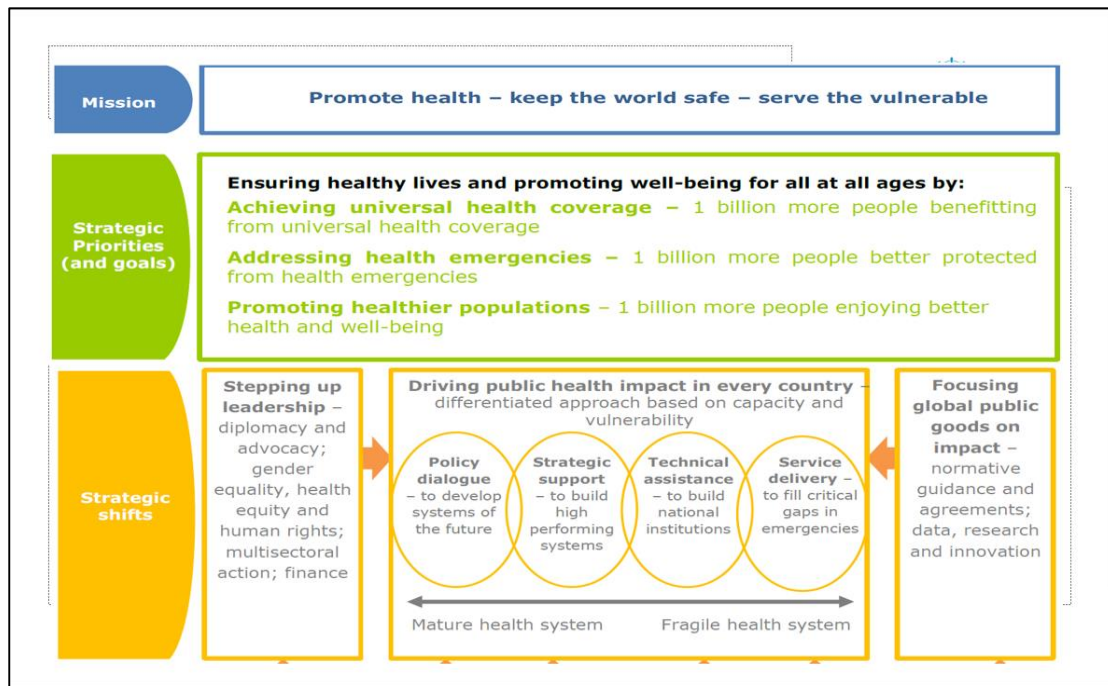 Mission
Promote health – keep the world safe – serve the vulnerable
Strategic
Priorities
(and goals)
Ensuring healthy lives and promoting well-being for all at all ages by:
Achieving universal health coverage – 1 billion more people benefitting
from universal health coverage
Addressing health emergencies – 1 billion more people better protected
from health emergencies
Promoting healthier populations – 1 billion more people enjoying better
health and well-being
Strategic
shifts
Stepping up
leadership –
diplomacy and
advocacy;
gender
equality, health
equity and
human rights;
multisectoral
action; finance
Driving public health impact in every country –
differentiated approach based on capacity and
vulnerability
Policy
dialogue
– to develop
systems of
the future
Strategic
support
– to build
high
performing
systems
Technical
assistance
– to build
national
institutions
Service
delivery –
to fill critical
gaps in
emergencies
Mature health system
Fragile health system
Focusing
global public
goods on
impact –
normative
guidance and
agreements;
data, research
and innovation